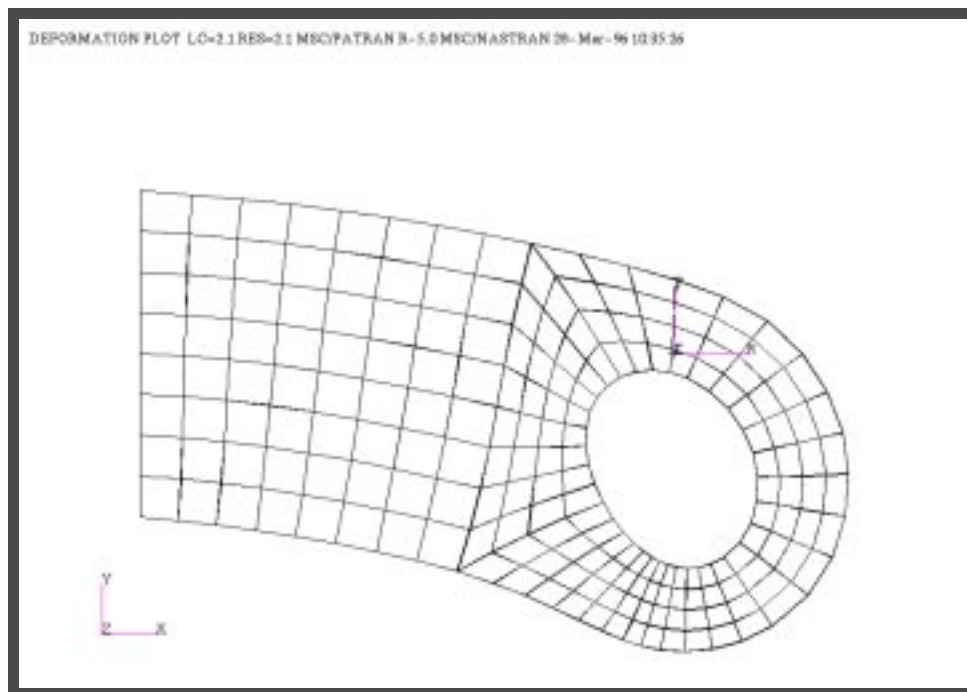 DEFORMATION PLOT LC=2.1 RES=2.1 MSC/PATRAN R-5.0 MSC/NASTRAN 28-Mar-96 10:35:26
Y
Z X